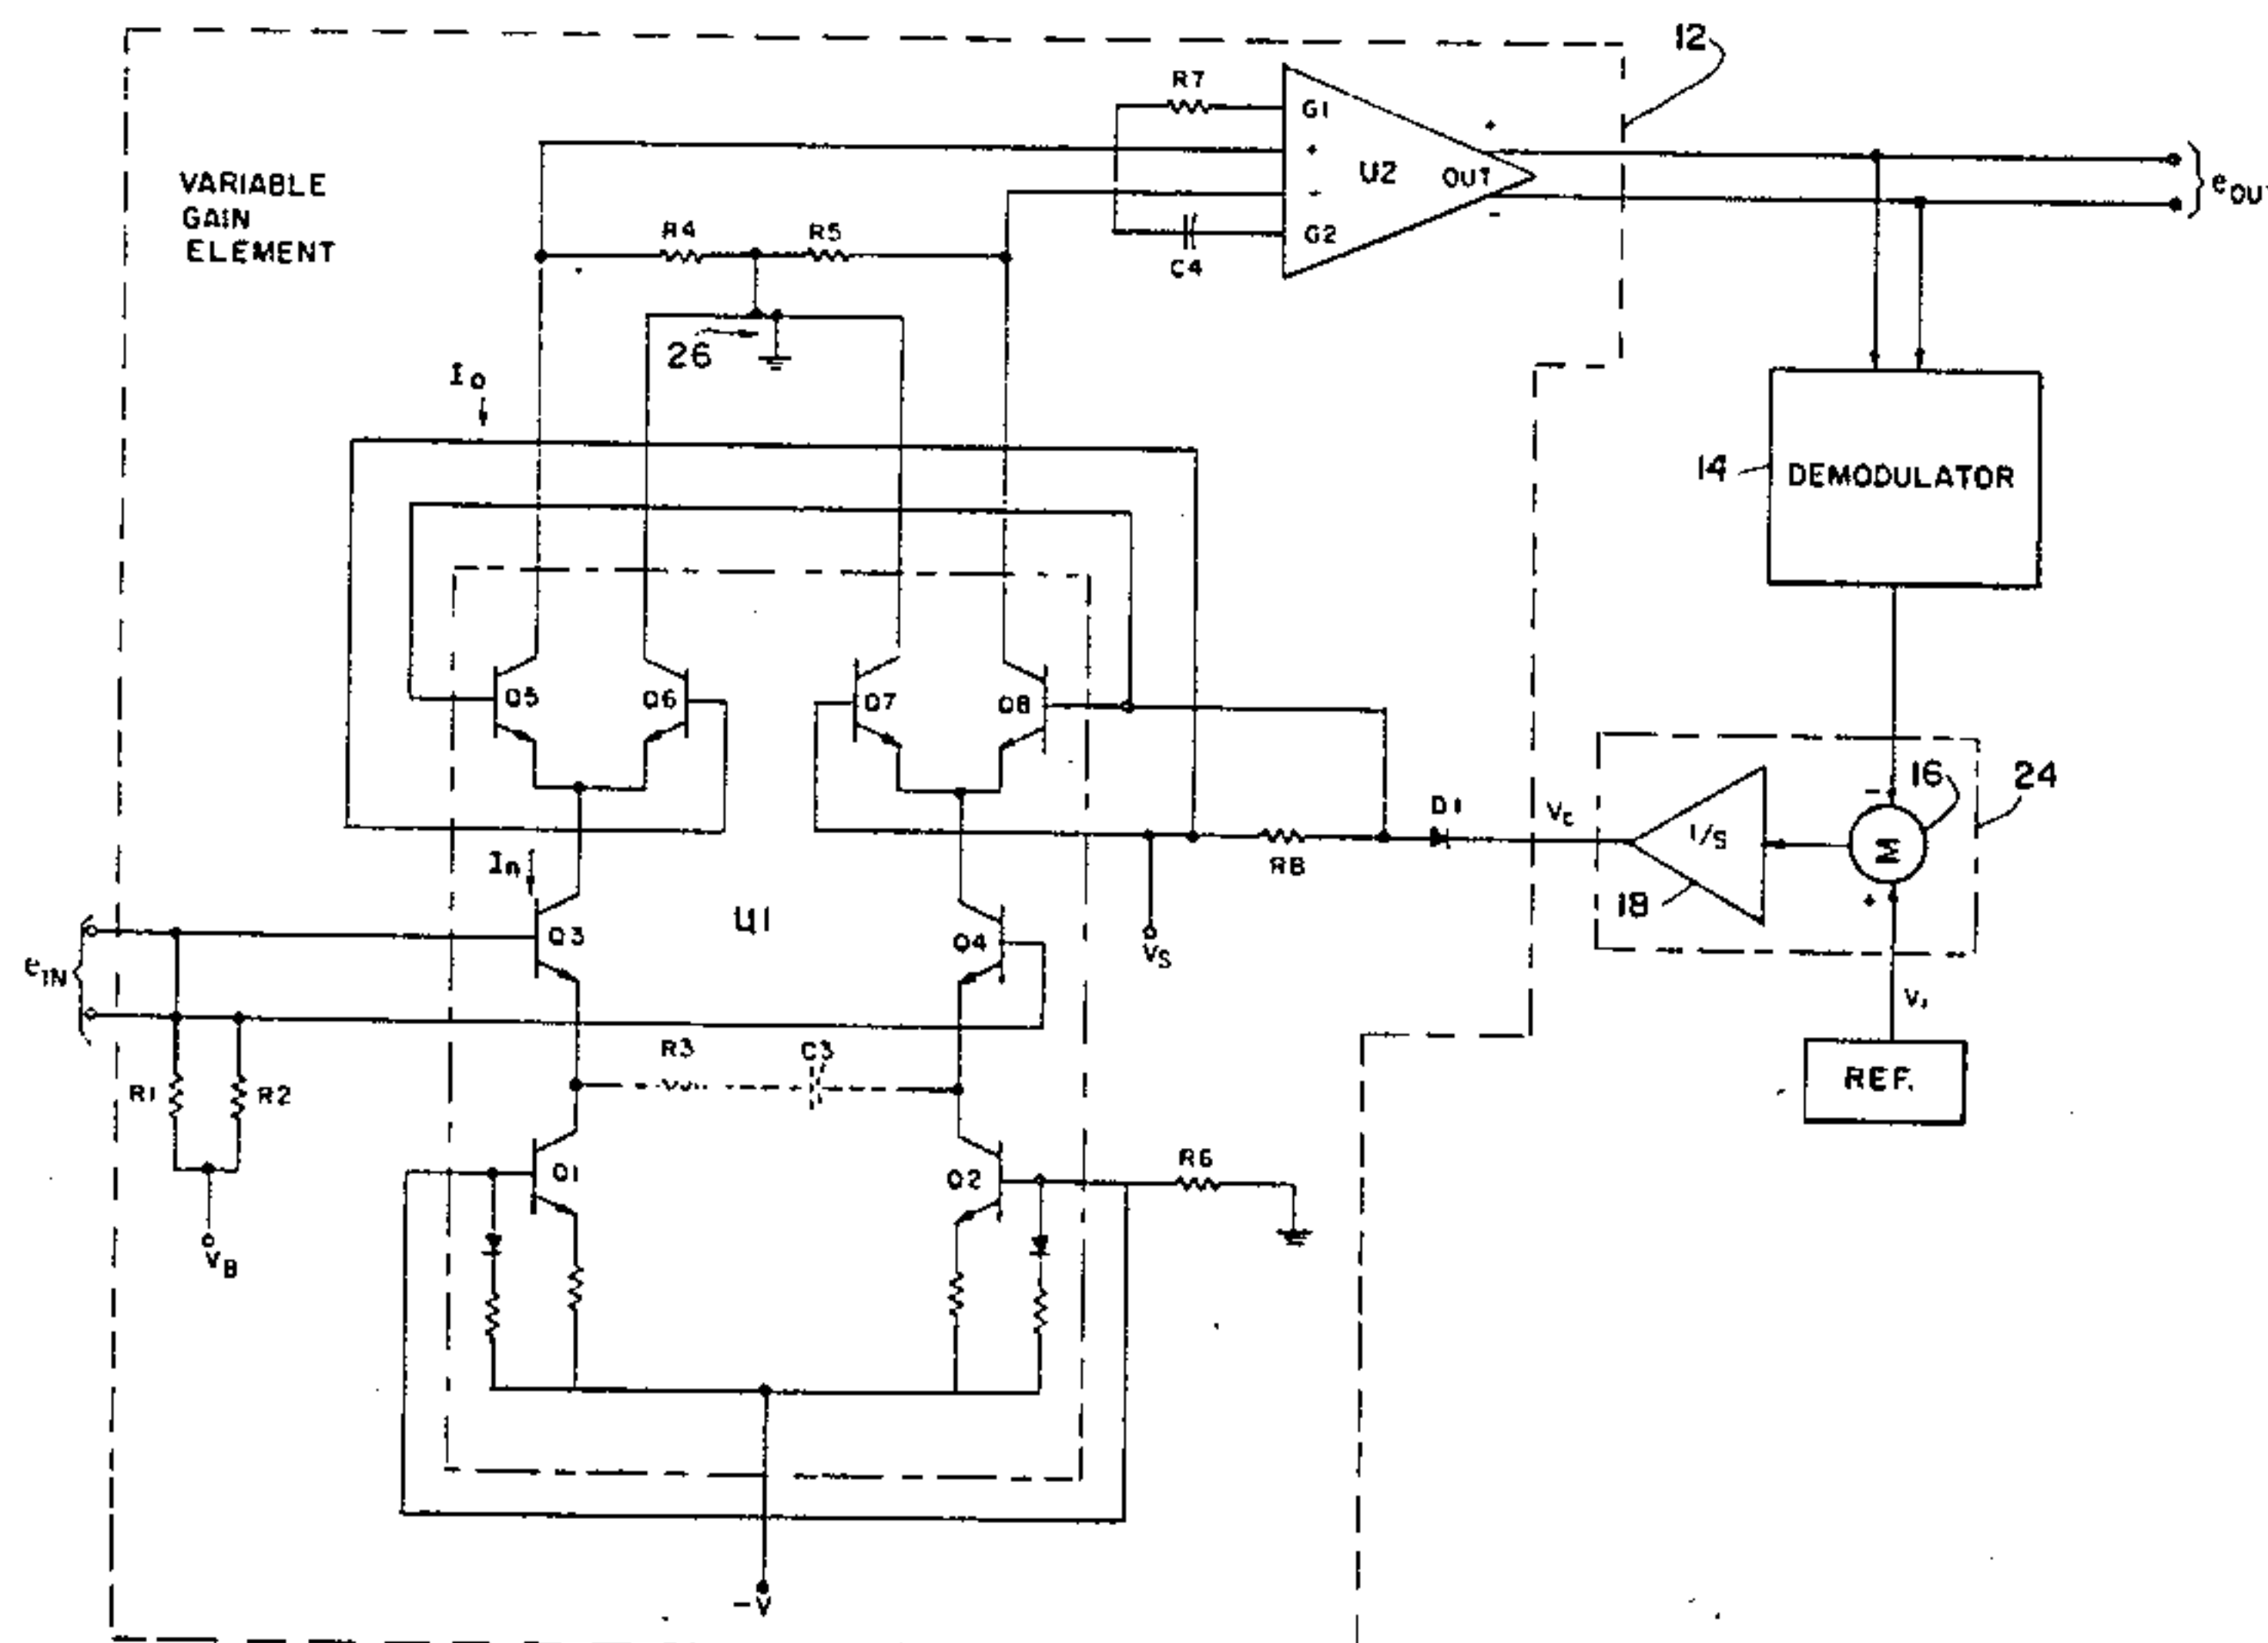 12
R7
G1
+
+
VARIABLE
GAIN
ELEMENT
U2
OUT
eOUT
-
-
R4
R5
G2
C4
26
Io
14
DEMODULATOR
Q5
Q6
Q7
Q8
16
24
-
D1
Vc
1/S
Σ
R8
18
+
In
U1
Q3
Q4
VS
eIN
R3
C3
REF.
R1
R2
R6
Q1
Q2
VB
-V